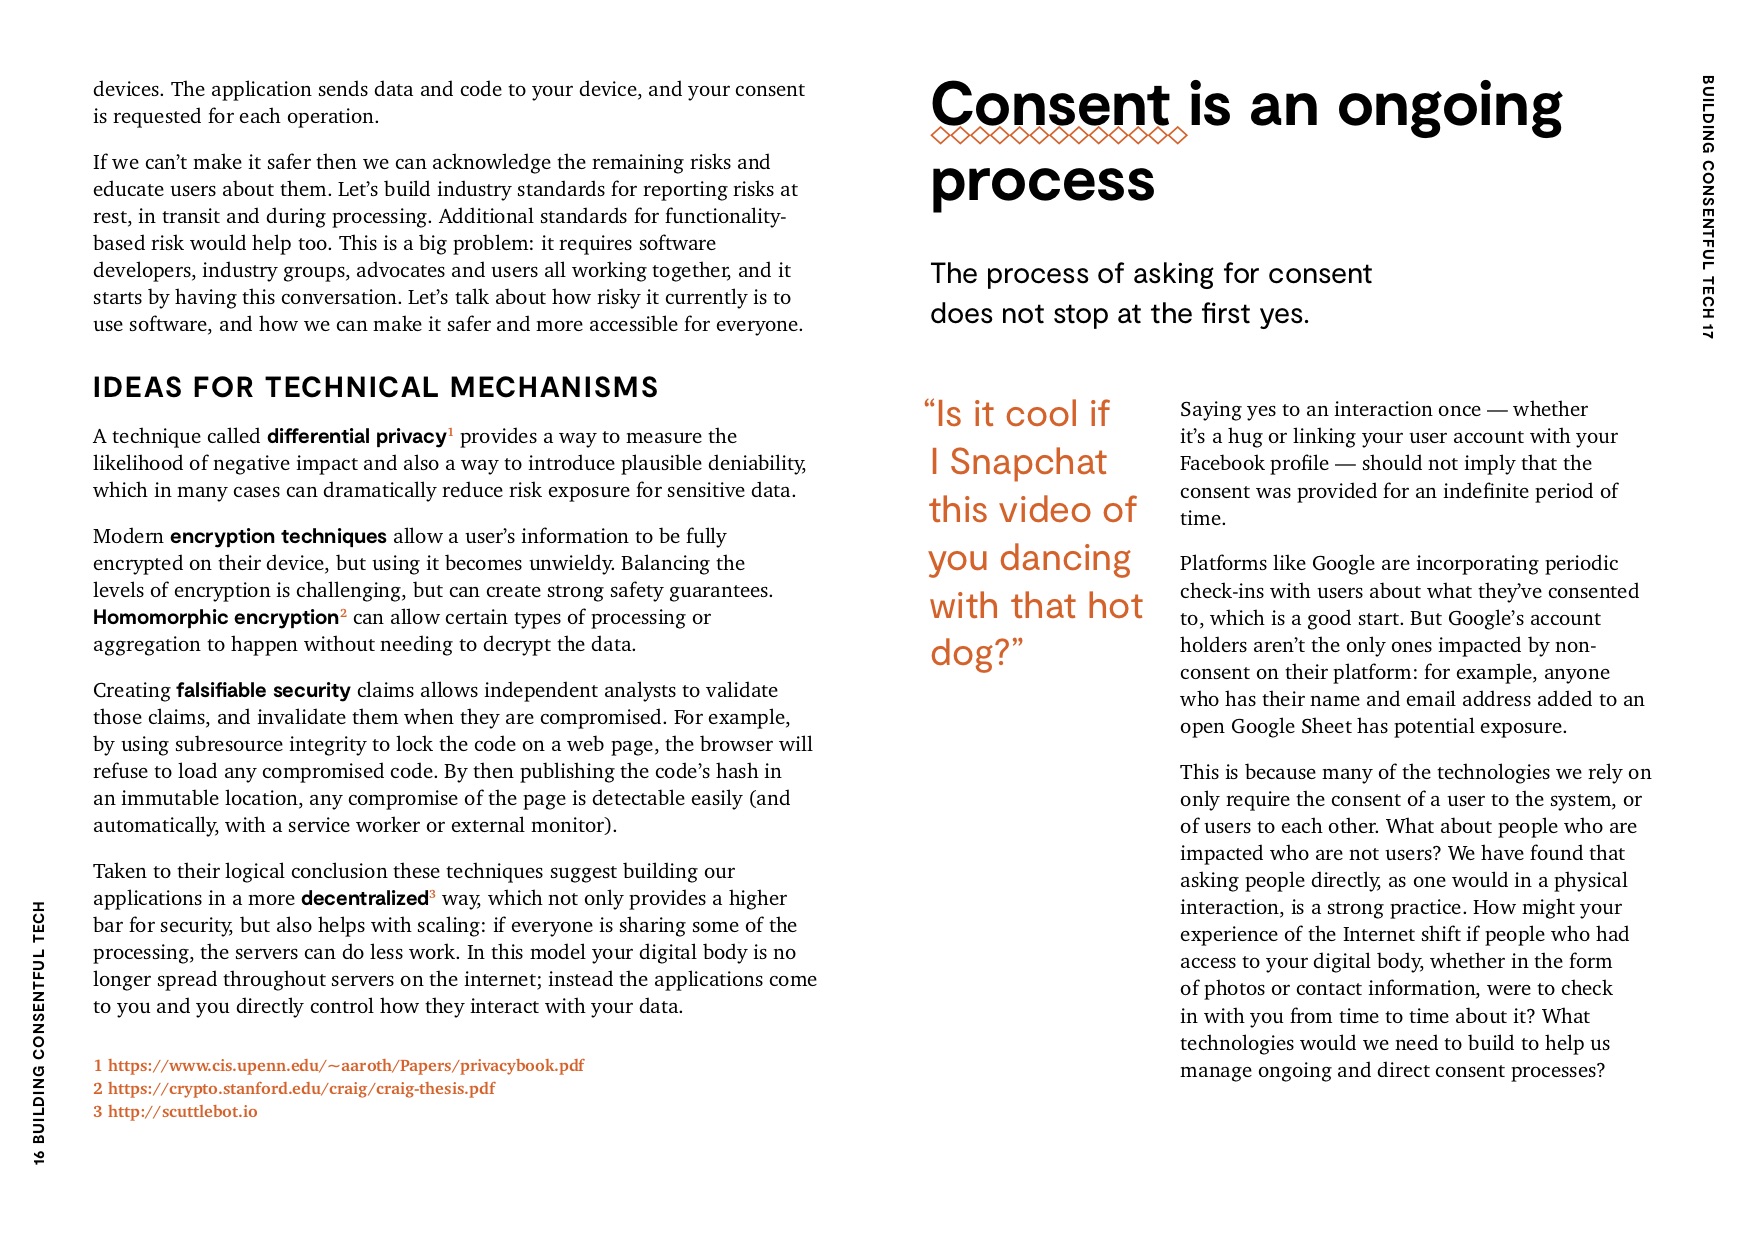 devices. The application sends data and code to your device, and your consent
is requested for each operation.
If we can’t make it safer then we can acknowledge the remaining risks and
educate users about them. Let’s build industry standards for reporting risks at
rest, in transit and during processing. Additional standards for functionality-
based risk would help too. This is a big problem: it requires software
developers, industry groups, advocates and users all working together, and it
starts by having this conversation. Let’s talk about how risky it currently is to
use software, and how we can make it safer and more accessible for everyone.
IDEAS FOR TECHNICAL MECHANISMS
A technique called differential privacy¹ provides a way to measure the
likelihood of negative impact and also a way to introduce plausible deniability,
which in many cases can dramatically reduce risk exposure for sensitive data.
Modern encryption techniques allow a user’s information to be fully
encrypted on their device, but using it becomes unwieldy. Balancing the
levels of encryption is challenging, but can create strong safety guarantees.
Homomorphic encryption² can allow certain types of processing or
aggregation to happen without needing to decrypt the data.
Creating falsifiable security claims allows independent analysts to validate
those claims, and invalidate them when they are compromised. For example,
by using subresource integrity to lock the code on a web page, the browser will
refuse to load any compromised code. By then publishing the code’s hash in
an immutable location, any compromise of the page is detectable easily (and
automatically, with a service worker or external monitor).
Taken to their logical conclusion these techniques suggest building our
applications in a more decentralized³ way, which not only provides a higher
bar for security, but also helps with scaling: if everyone is sharing some of the
processing, the servers can do less work. In this model your digital body is no
longer spread throughout servers on the internet; instead the applications come
to you and you directly control how they interact with your data.
1 https://www.cis.upenn.edu/~aaroth/Papers/privacybook.pdf
2 https://crypto.stanford.edu/craig/craig-thesis.pdf
3 http://scuttlebot.io
16 BUILDING CONSENTFUL TECH
Consent is an ongoing
process
The process of asking for consent
does not stop at the first yes.
“Is it cool if
I Snapchat
this video of
you dancing
with that hot
dog?”
Saying yes to an interaction once — whether
it’s a hug or linking your user account with your
Facebook profile — should not imply that the
consent was provided for an indefinite period of
time.
Platforms like Google are incorporating periodic
check-ins with users about what they’ve consented
to, which is a good start. But Google’s account
holders aren’t the only ones impacted by non-
consent on their platform: for example, anyone
who has their name and email address added to an
open Google Sheet has potential exposure.
This is because many of the technologies we rely on
only require the consent of a user to the system, or
of users to each other. What about people who are
impacted who are not users? We have found that
asking people directly, as one would in a physical
interaction, is a strong practice. How might your
experience of the Internet shift if people who had
access to your digital body, whether in the form
of photos or contact information, were to check
in with you from time to time about it? What
technologies would we need to build to help us
manage ongoing and direct consent processes?
BUILDING CONSENTFUL TECH 17